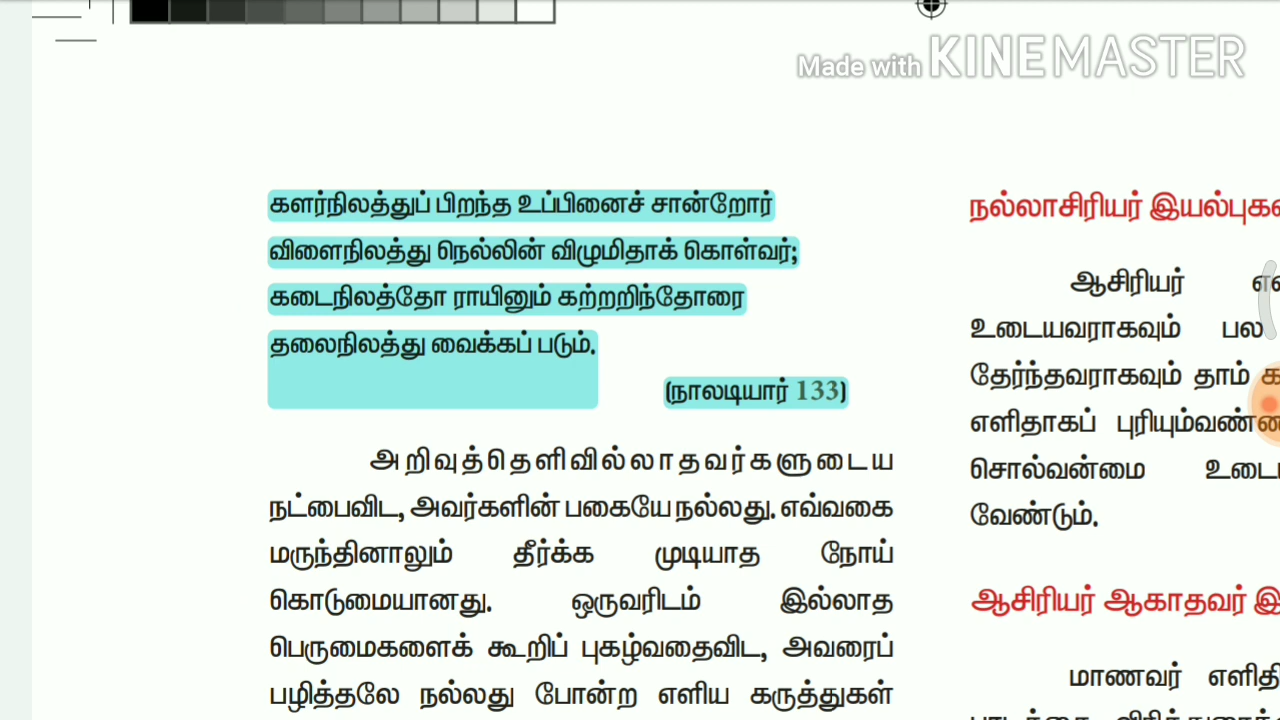 Made with KINEMASTER
களர்நிலத்துப் பிறந்த உப்பினைச் சான்றோர்
விளைநிலத்து நெல்லின் விழுமிதாக் கொள்வர்;
கடைநிலத்தோ ராயினும் கற்றறிந்தோரை
தலைநிலத்து வைக்கப் படும்.
(நாலடியார் 133)
அறிவுத்தெளிவில்லாதவர்களுடைய
நட்பைவிட, அவர்களின் பகையே நல்லது. எவ்வகை
மருந்தினாலும் தீர்க்க முடியாத நோய்
கொடுமையானது. ஒருவரிடம் இல்லாத
பெருமைகளைக் கூறிப் புகழ்வதைவிட, அவரைப்
பழித்தலே நல்லது போன்ற எளிய கருத்துகள்
நல்லாசிரியர்
ஆசிரியர்
உடையவராகவும் பல
தேர்ந்தவராகவும் தாம்
எளிதாகப்
சொல்வன்மை
வேண்டும்.
ஆசிரியர் ஆகாதவர்
மாணவர்